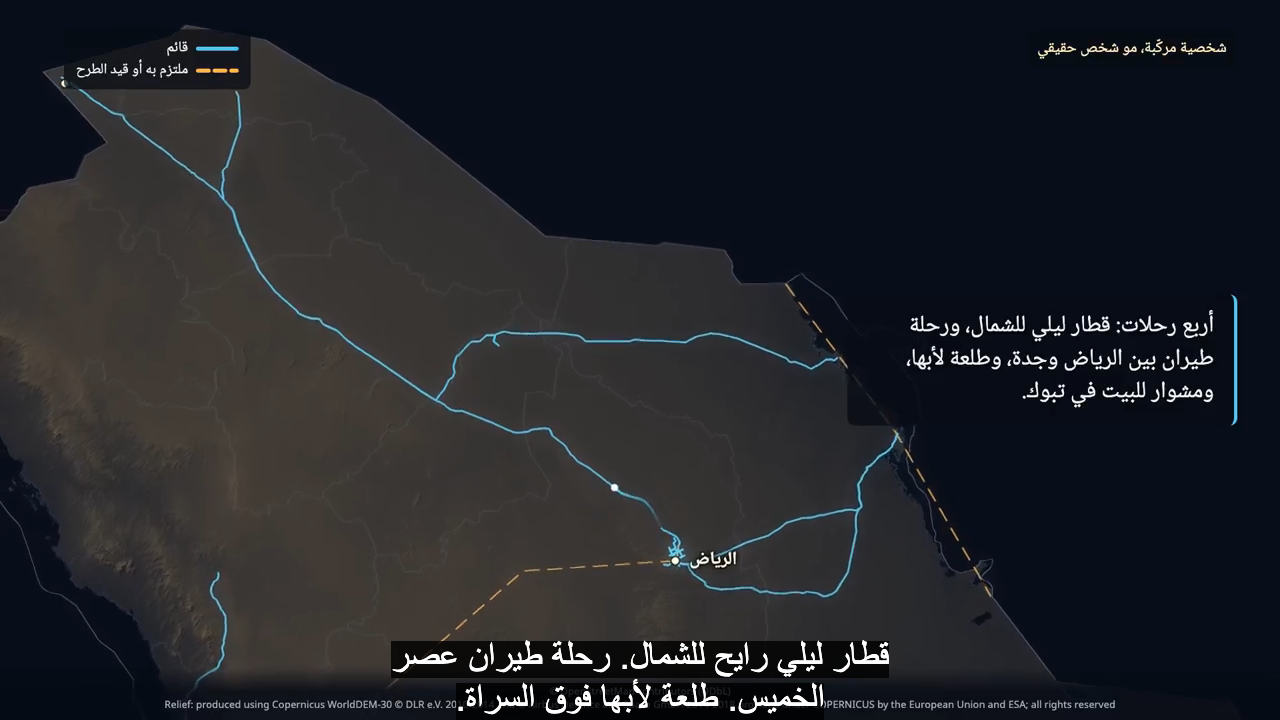 قائم
ملتزم به أو قيد الطرح
شخصية مركّبة، مو شخص حقيقي
أربع رحلات: قطار ليلي للشمال، ورحلة
طيران بين الرياض وجدة، وطلعة لأبها،
ومشوار للبيت في تبوك.
الرياض
قطار ليلي رايح للشمال. رحلة طيران عصر
الخميس. طلعة لأبها فوق السراة.
Relief: produced using Copernicus WorldDEM-30 © DLR e.V. 20
OPERNICUS by the European Union and ESA; all rights reserved